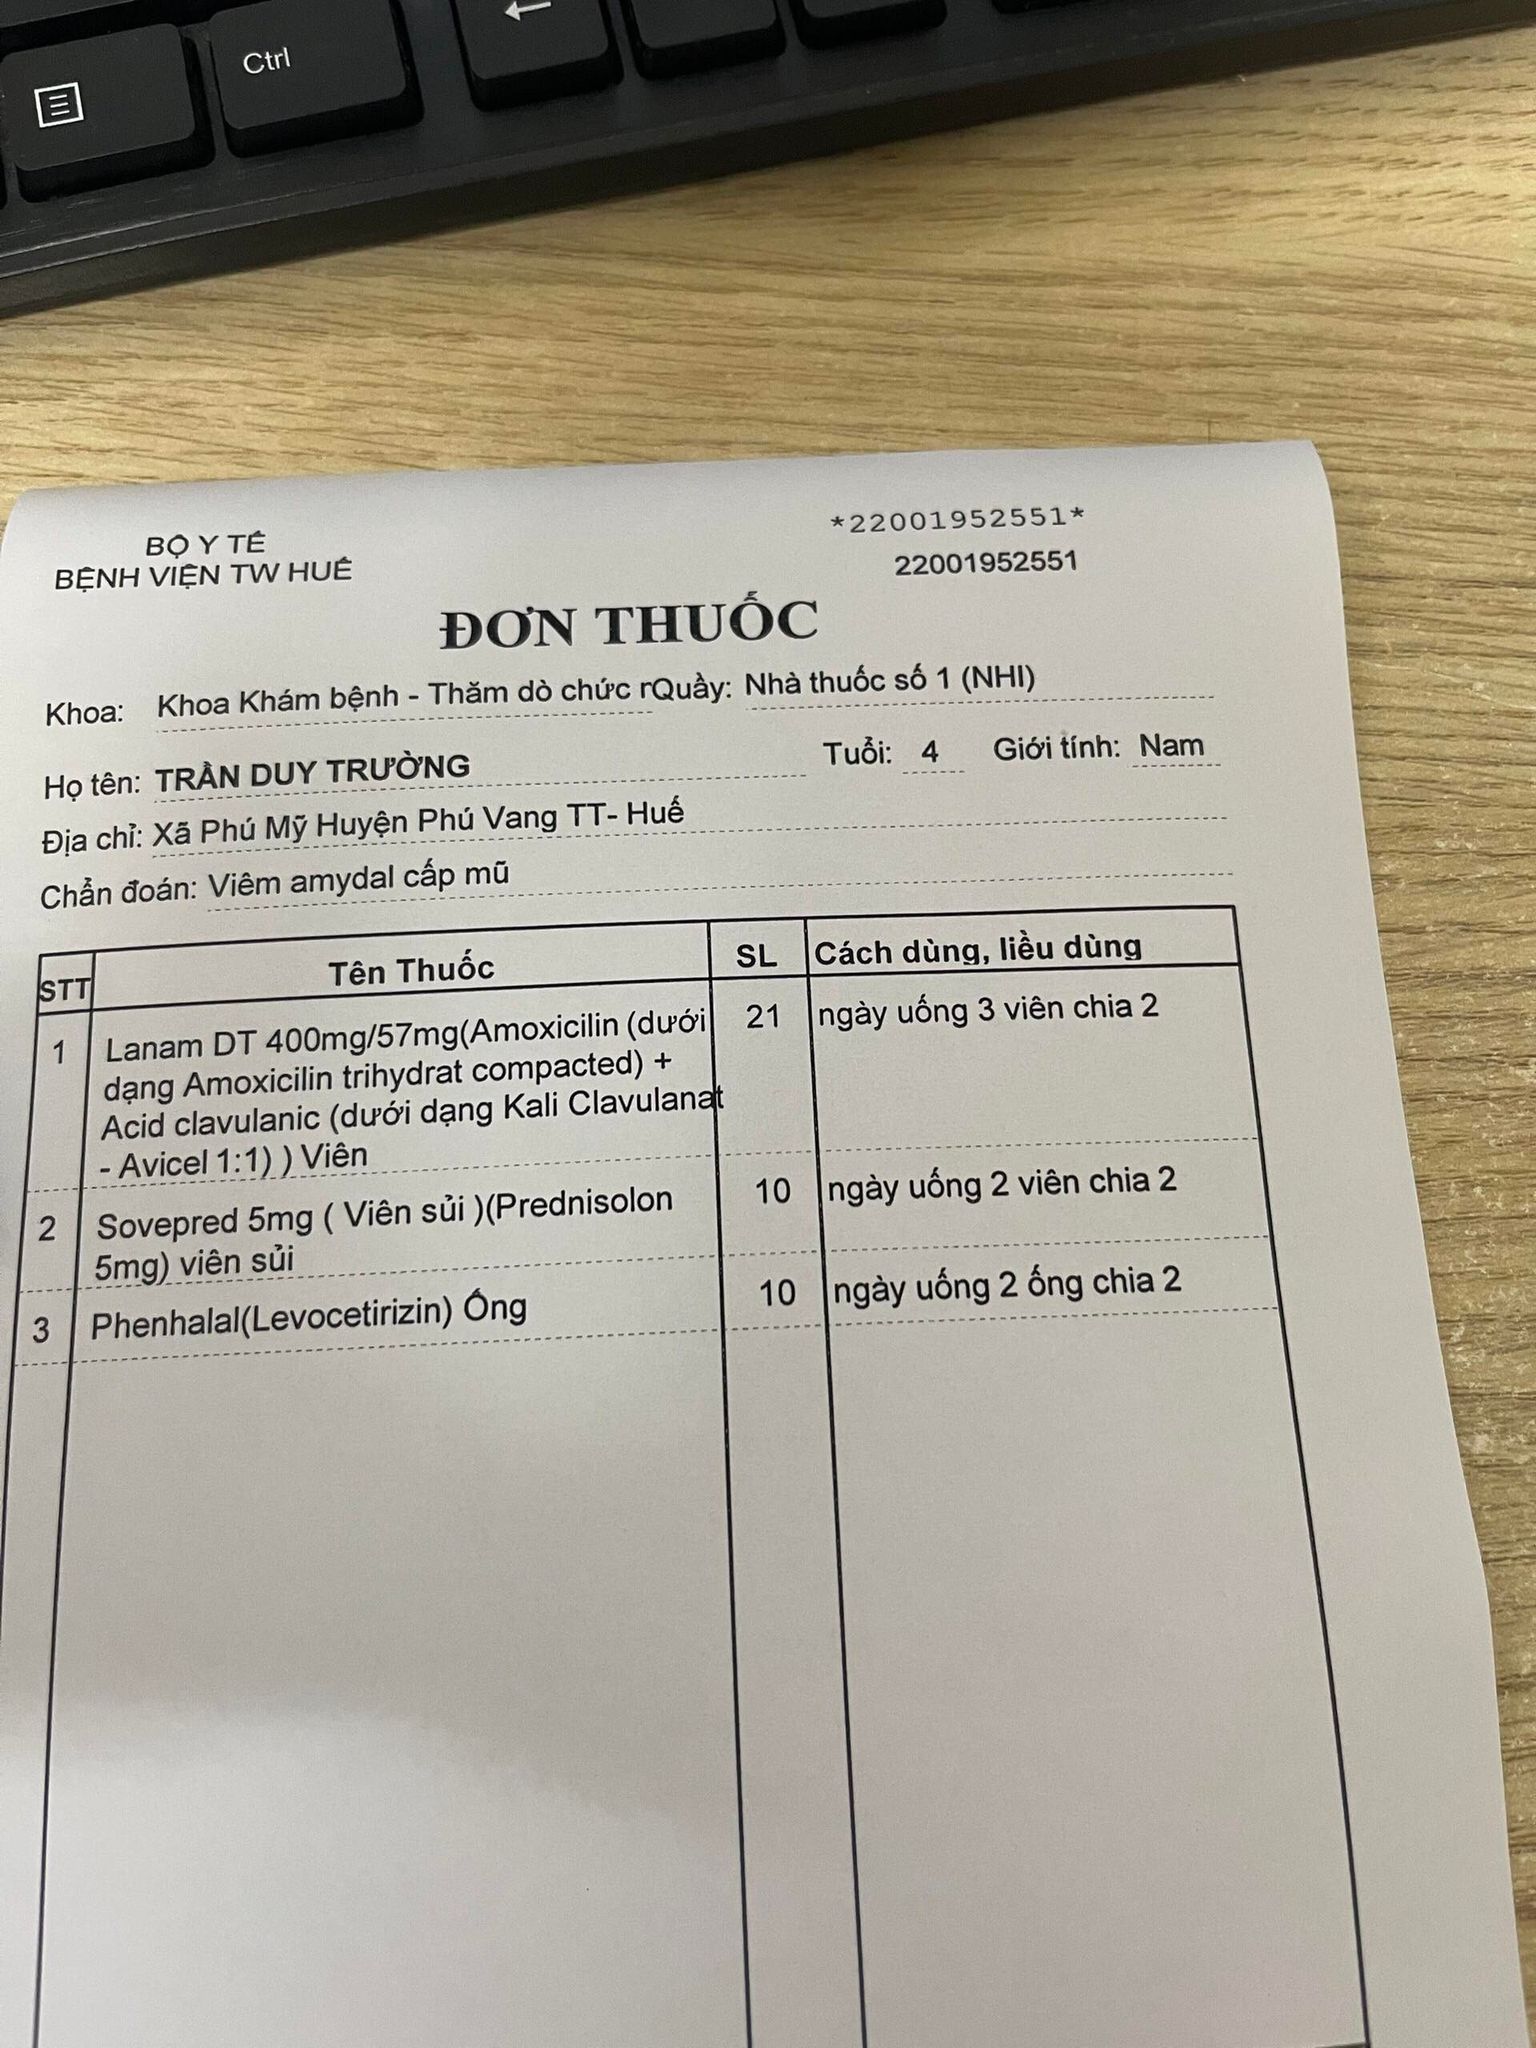 Ctrl
←
BỘ Y TẾ
BỆNH VIỆN TW HUẾ
*22001952551*
22001952551
ĐƠN THUỐC
Khoa: Khoa Khám bệnh - Thăm dò chức rQuầy: Nhà thuốc số 1 (NHI)
Họ tên: TRẦN DUY TRƯỜNG Tuổi: 4 Giới tính: Nam
Địa chỉ: Xã Phú Mỹ Huyện Phú Vang TT- Huế
Chẩn đoán: Viêm amydal cấp mũ
STT Tên Thuốc SL Cách dùng, liều dùng
1 Lanam DT 400mg/57mg(Amoxicilin (dưới 21 ngày uống 3 viên chia 2
dạng Amoxicilin trihydrat compacted) +
Acid clavulanic (dưới dạng Kali Clavulanat
- Avicel 1:1) ) Viên
2 Sovepred 5mg ( Viên sủi )(Prednisolon 10 ngày uống 2 viên chia 2
5mg) viên sủi
3 Phenhalal(Levocetirizin) Ống 10 ngày uống 2 ống chia 2